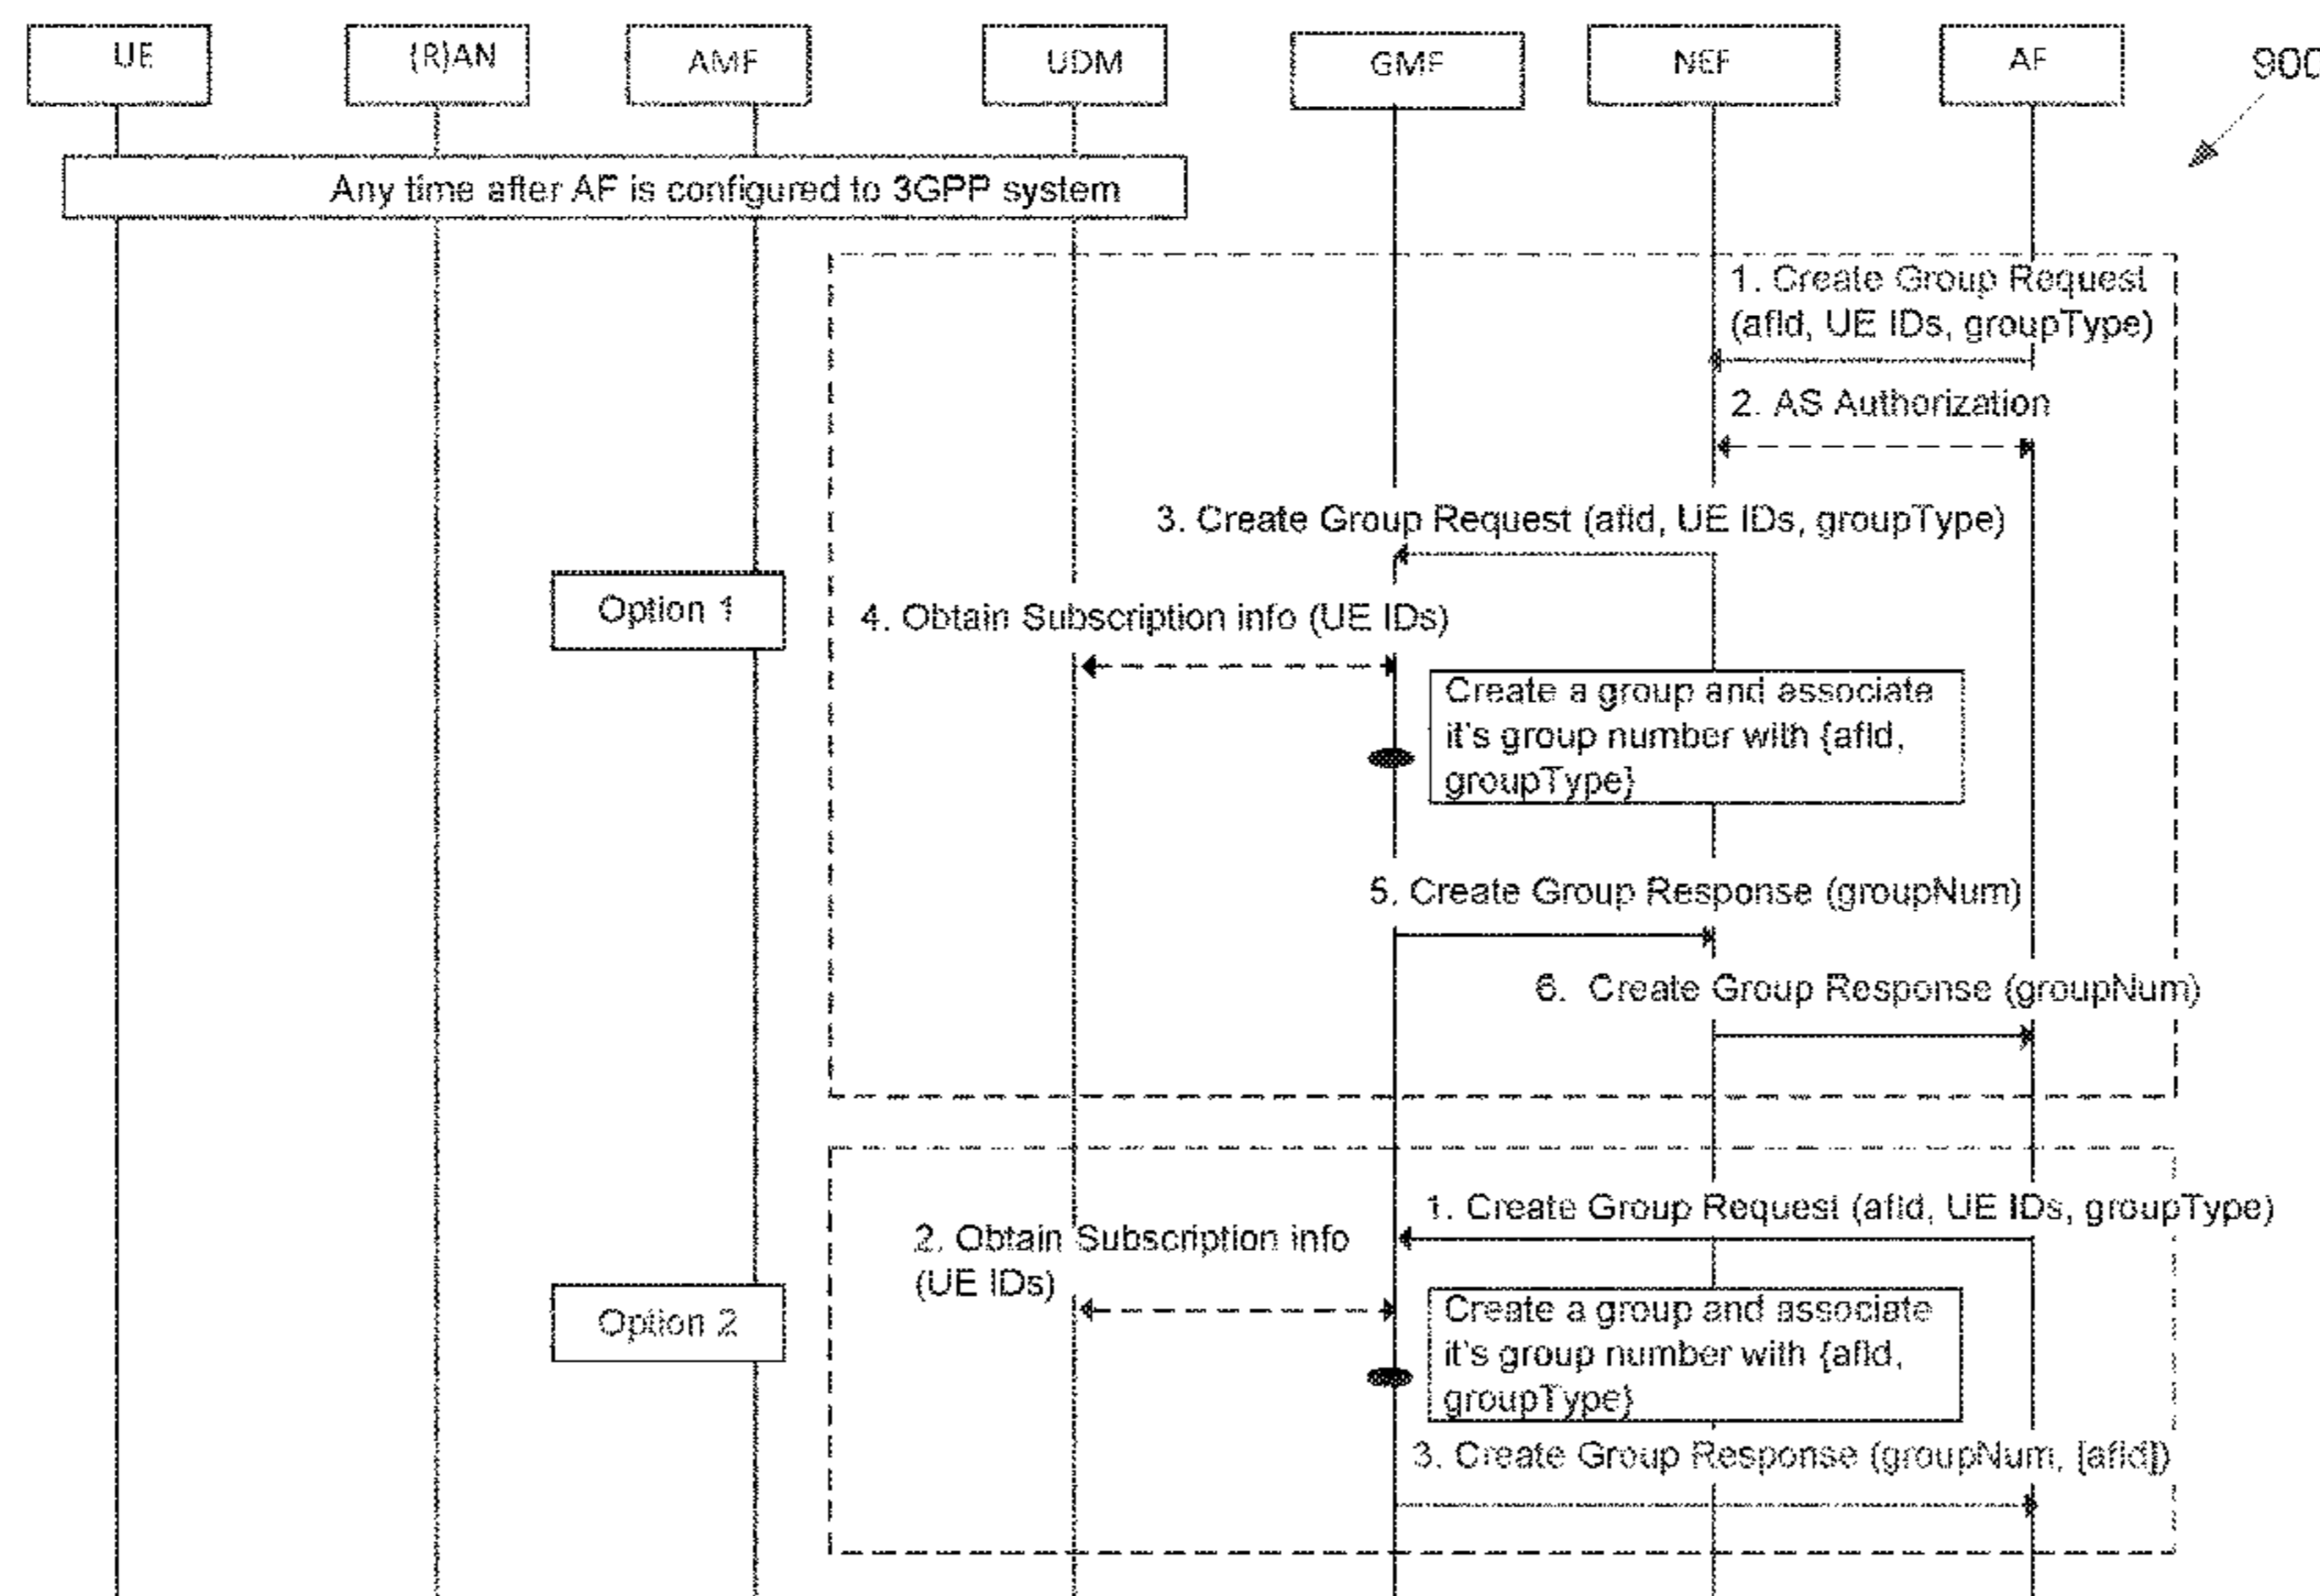 UE
(R)AN
AMF
UDM
GMF
NEF
AF
900
Any time after AF is configured to 3GPP system
1. Create Group Request
(afId, UE IDs, groupType)
2. AS Authorization
3. Create Group Request (afId, UE IDs, groupType)
Option 1
4. Obtain Subscription info (UE IDs)
Create a group and associate
it's group number with {afId,
groupType}
5. Create Group Response (groupNum)
6. Create Group Response (groupNum)
1. Create Group Request (afId, UE IDs, groupType)
2. Obtain Subscription info
(UE IDs)
Option 2
Create a group and associate
it's group number with {afId,
groupType}
3. Create Group Response (groupNum, [afId])